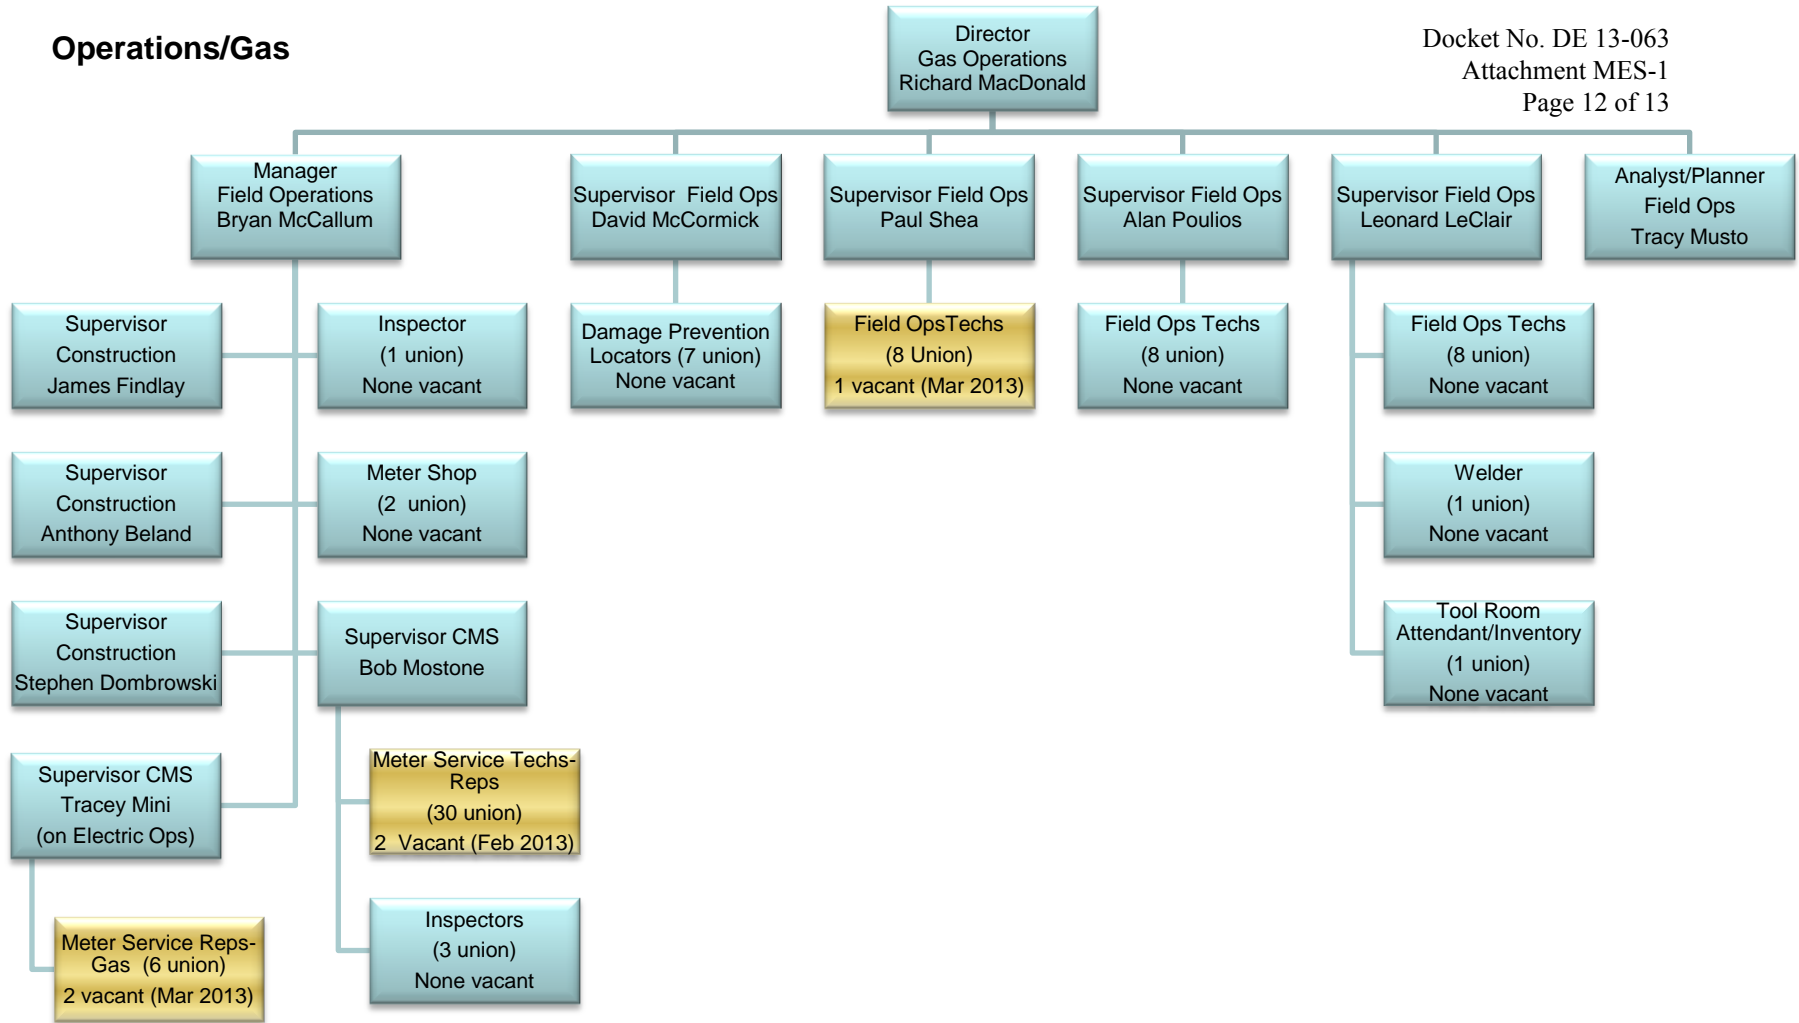 Operations/Gas
Docket No. DE 13-063
Attachment MES-1
Page 12 of 13
Director
Gas Operations
Richard MacDonald
Manager
Field Operations
Bryan McCallum
Supervisor  Field Ops
David McCormick
Supervisor Field Ops
Paul Shea
Supervisor Field Ops
Alan Poulios
Supervisor Field Ops
Leonard LeClair
Analyst/Planner
Field Ops
Tracy Musto
Supervisor
Construction
James Findlay
Inspector
(1 union)
None vacant
Damage Prevention
Locators (7 union)
None vacant
Field OpsTechs
(8 Union)
1 vacant (Mar 2013)
Field Ops Techs
(8 union)
None vacant
Field Ops Techs
(8 union)
None vacant
Supervisor
Construction
Anthony Beland
Meter Shop
(2  union)
None vacant
Welder
(1 union)
None vacant
Supervisor
Construction
Stephen Dombrowski
Supervisor CMS
Bob Mostone
Tool Room
Attendant/Inventory
(1 union)
None vacant
Supervisor CMS
Tracey Mini
(on Electric Ops)
Meter Service Techs-
Reps
(30 union)
2  Vacant (Feb 2013)
Meter Service Reps-
Gas  (6 union)
2 vacant (Mar 2013)
Inspectors
(3 union)
None vacant